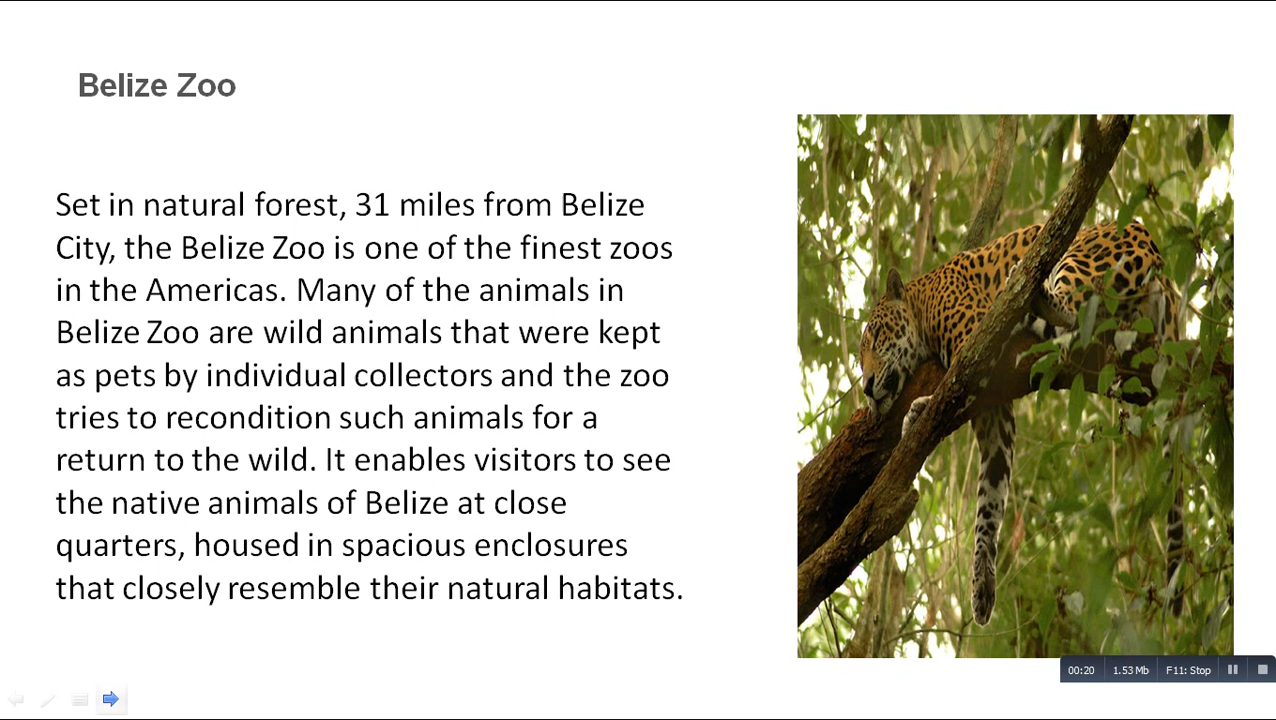 Belize Zoo
Set in natural forest, 31 miles from Belize
City, the Belize Zoo is one of the finest zoos
in the Americas. Many of the animals in
Belize Zoo are wild animals that were kept
as pets by individual collectors and the zoo
tries to recondition such animals for a
return to the wild. It enables visitors to see
the native animals of Belize at close
quarters, housed in spacious enclosures
that closely resemble their natural habitats.
00:20 1.53 Mb F11: Stop